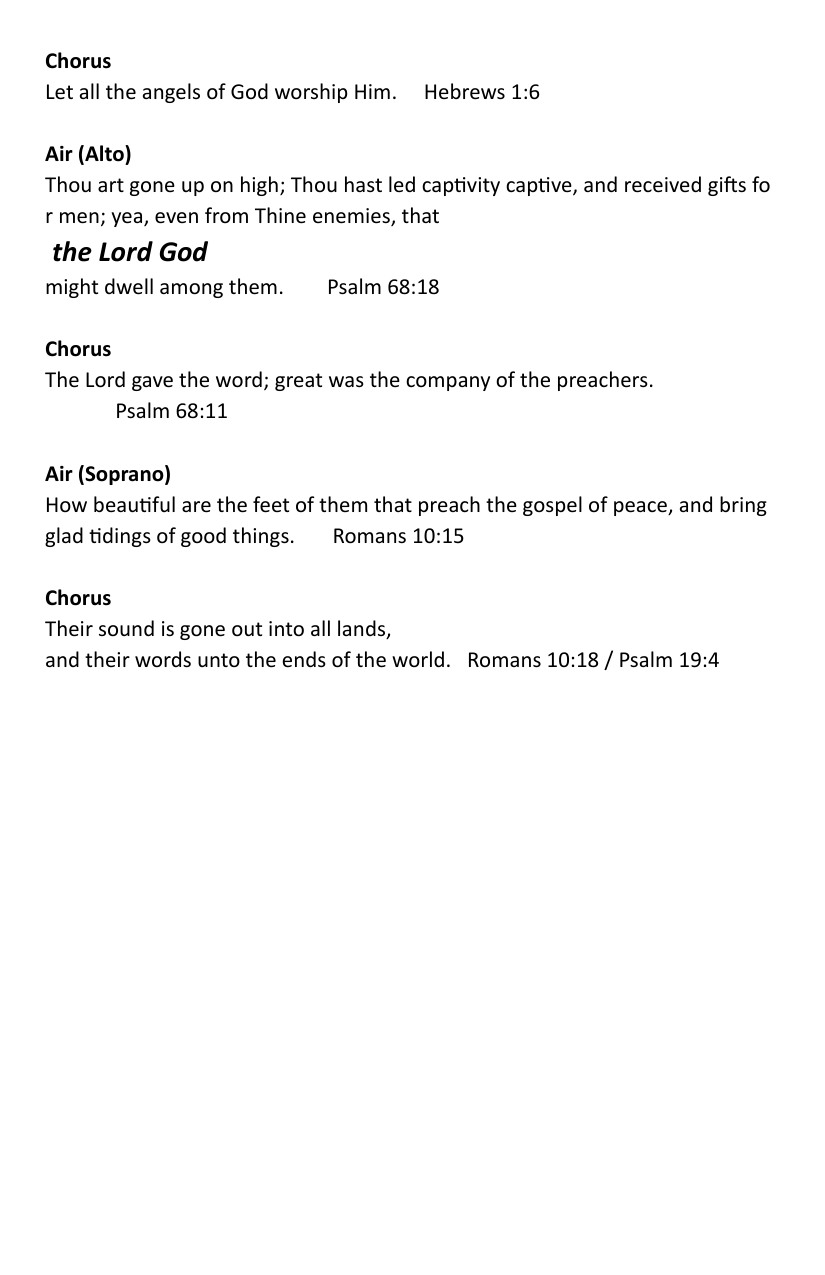 Chorus
Let all the angels of God worship Him. Hebrews 1:6
Air (Alto)
Thou art gone up on high; Thou hast led captivity captive, and received gifts fo
r men; yea, even from Thine enemies, that
the Lord God
might dwell among them. Psalm 68:18
Chorus
The Lord gave the word; great was the company of the preachers.
Psalm 68:11
Air (Soprano)
How beautiful are the feet of them that preach the gospel of peace, and bring
glad tidings of good things. Romans 10:15
Chorus
Their sound is gone out into all lands,
and their words unto the ends of the world. Romans 10:18 / Psalm 19:4